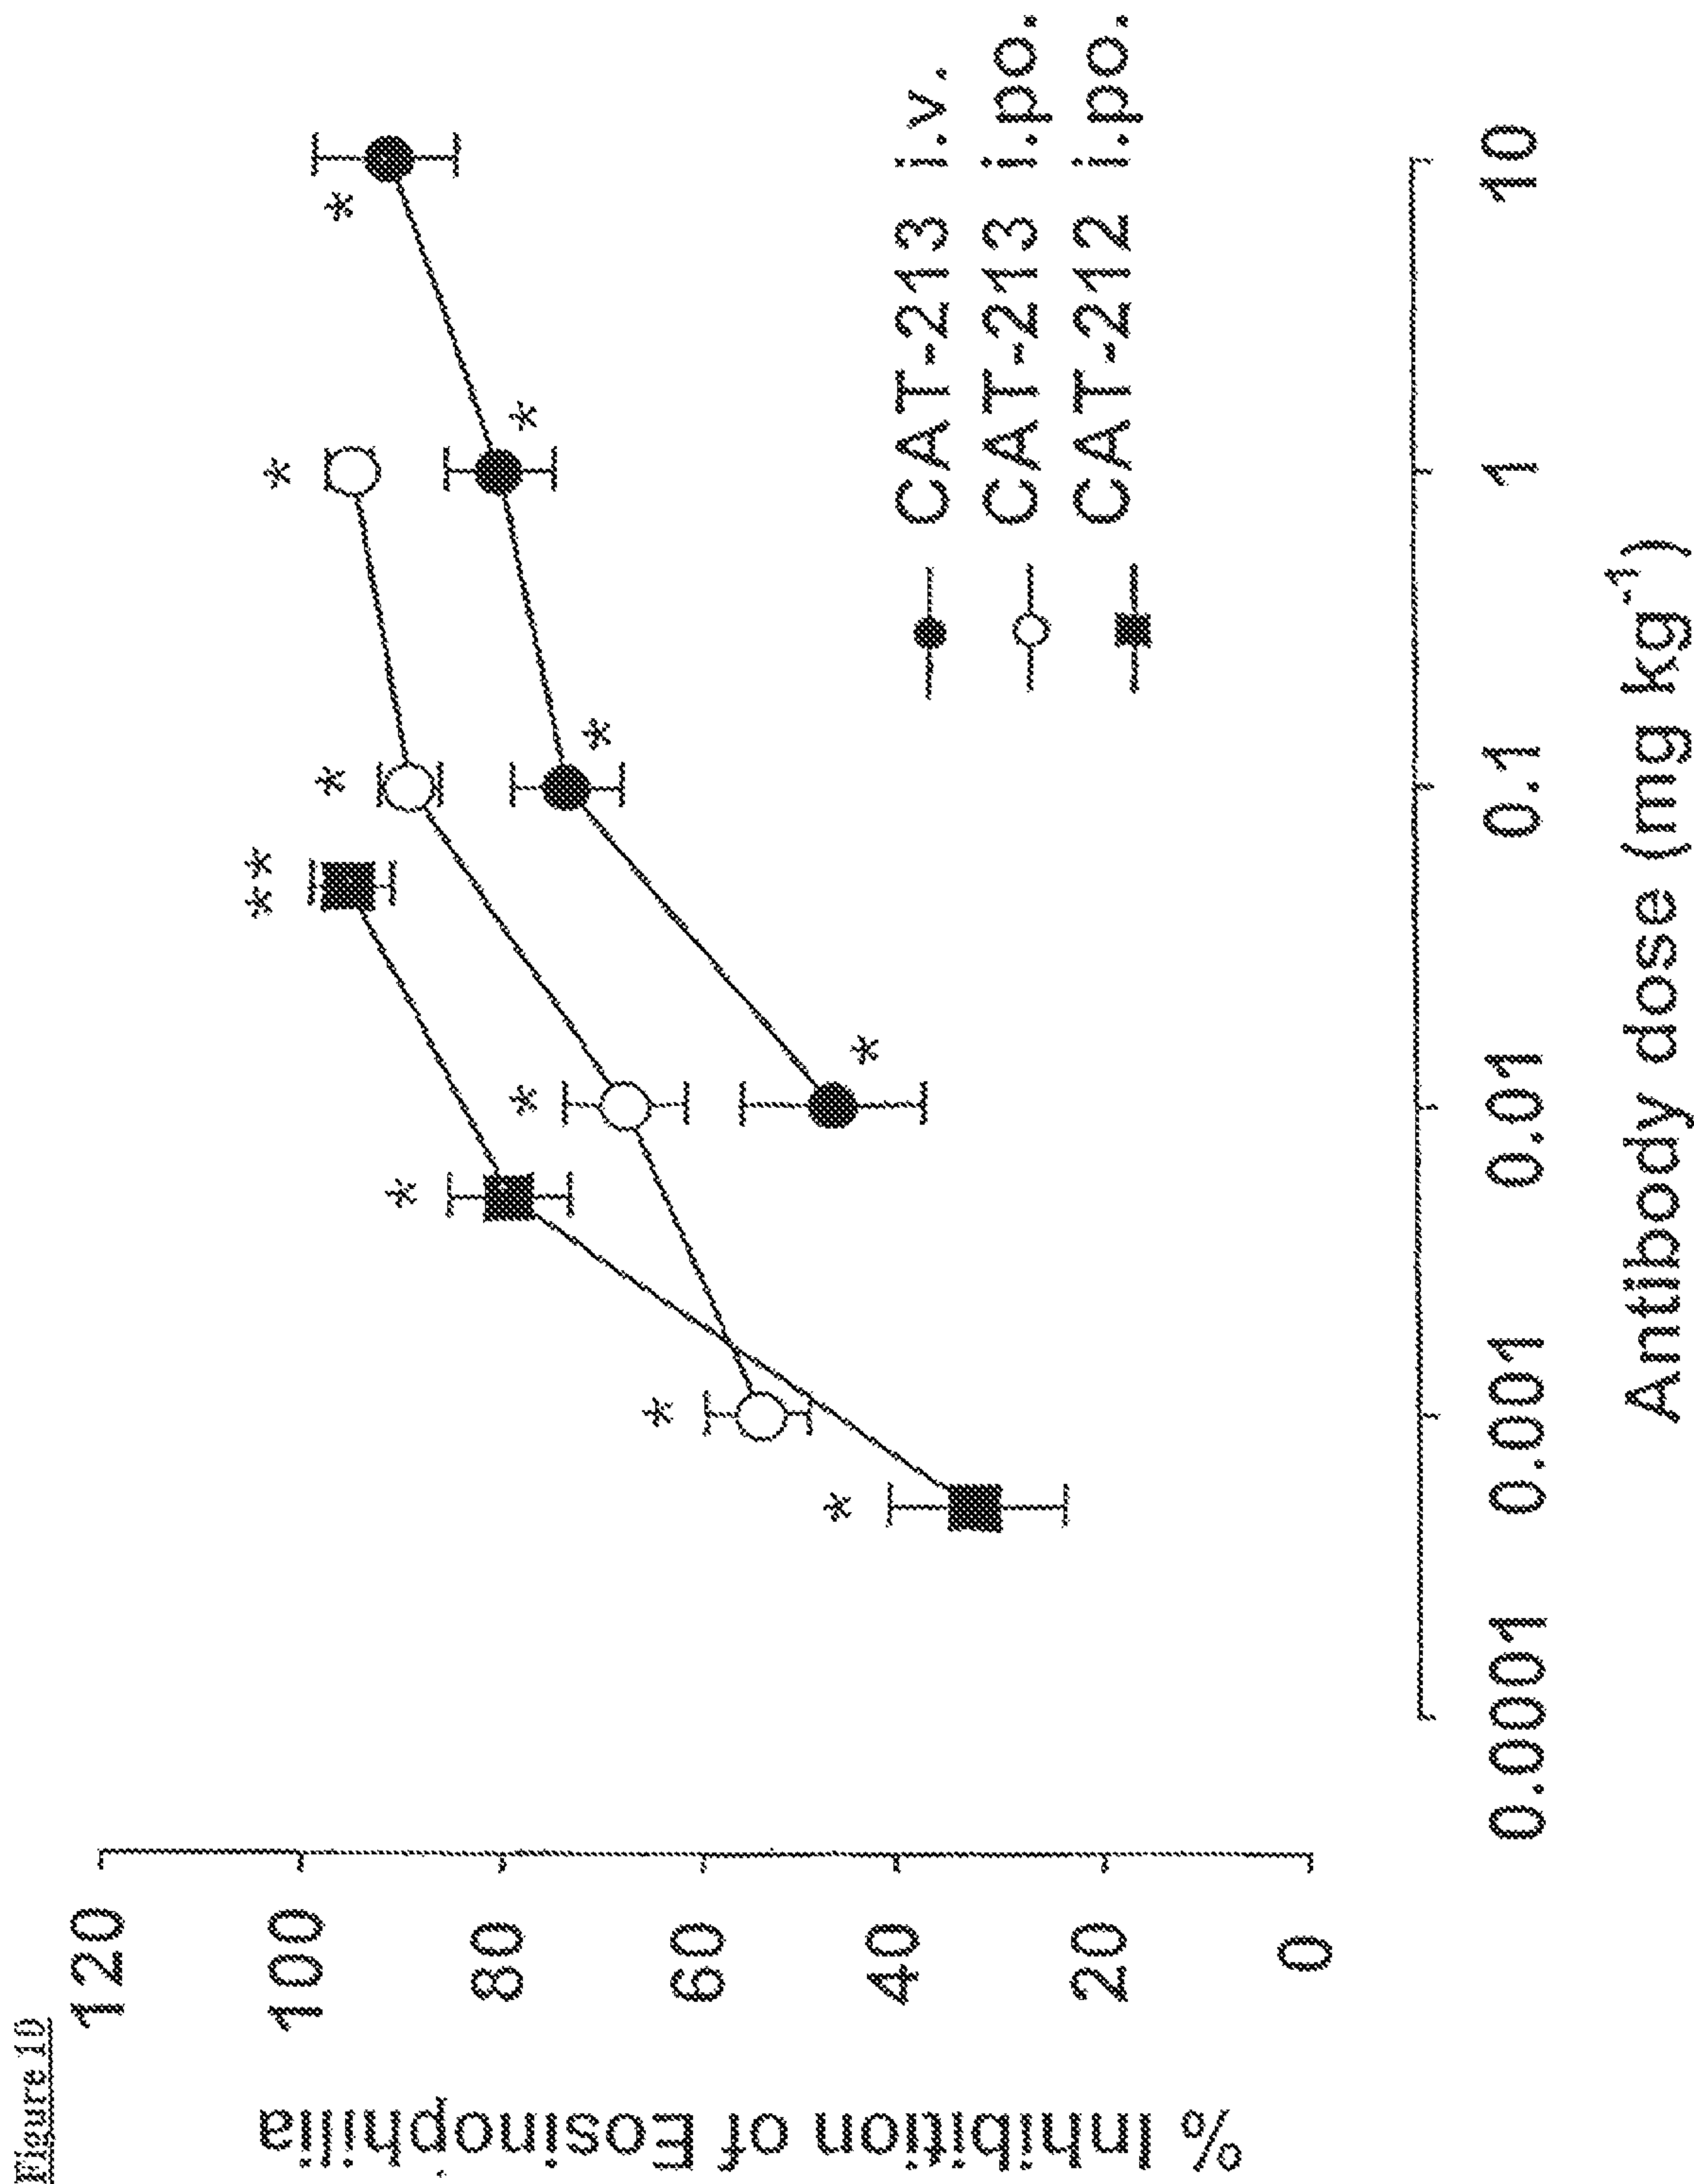 Figure 10
% Inhibition of Eosinophilia
120
100
80
60
40
20
0
*
*
**
*
*
*
*
*
*
*
*
CAT-213 i.v.
CAT-213 i.po.
CAT-212 i.po.
0.0001 0.001 0.01 0.1 1 10
Antibody dose (mg kg⁻¹)